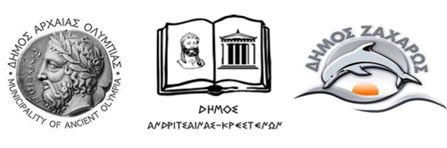 ΔΗΜΟΣ ΑΡΧΑΙΑΣ ΟΛΥΜΠΙΑΣ
MUNICIPALITY OF ANCIENT OLYMPIA
ΔΗΜΟΣ
ΑΝΔΡΙΤΣΑΙΝΑΣ-ΚΡΕΣΤΕΝΩΝ
ΔΗΜΟΣ ΖΑΧΑΡΩΣ